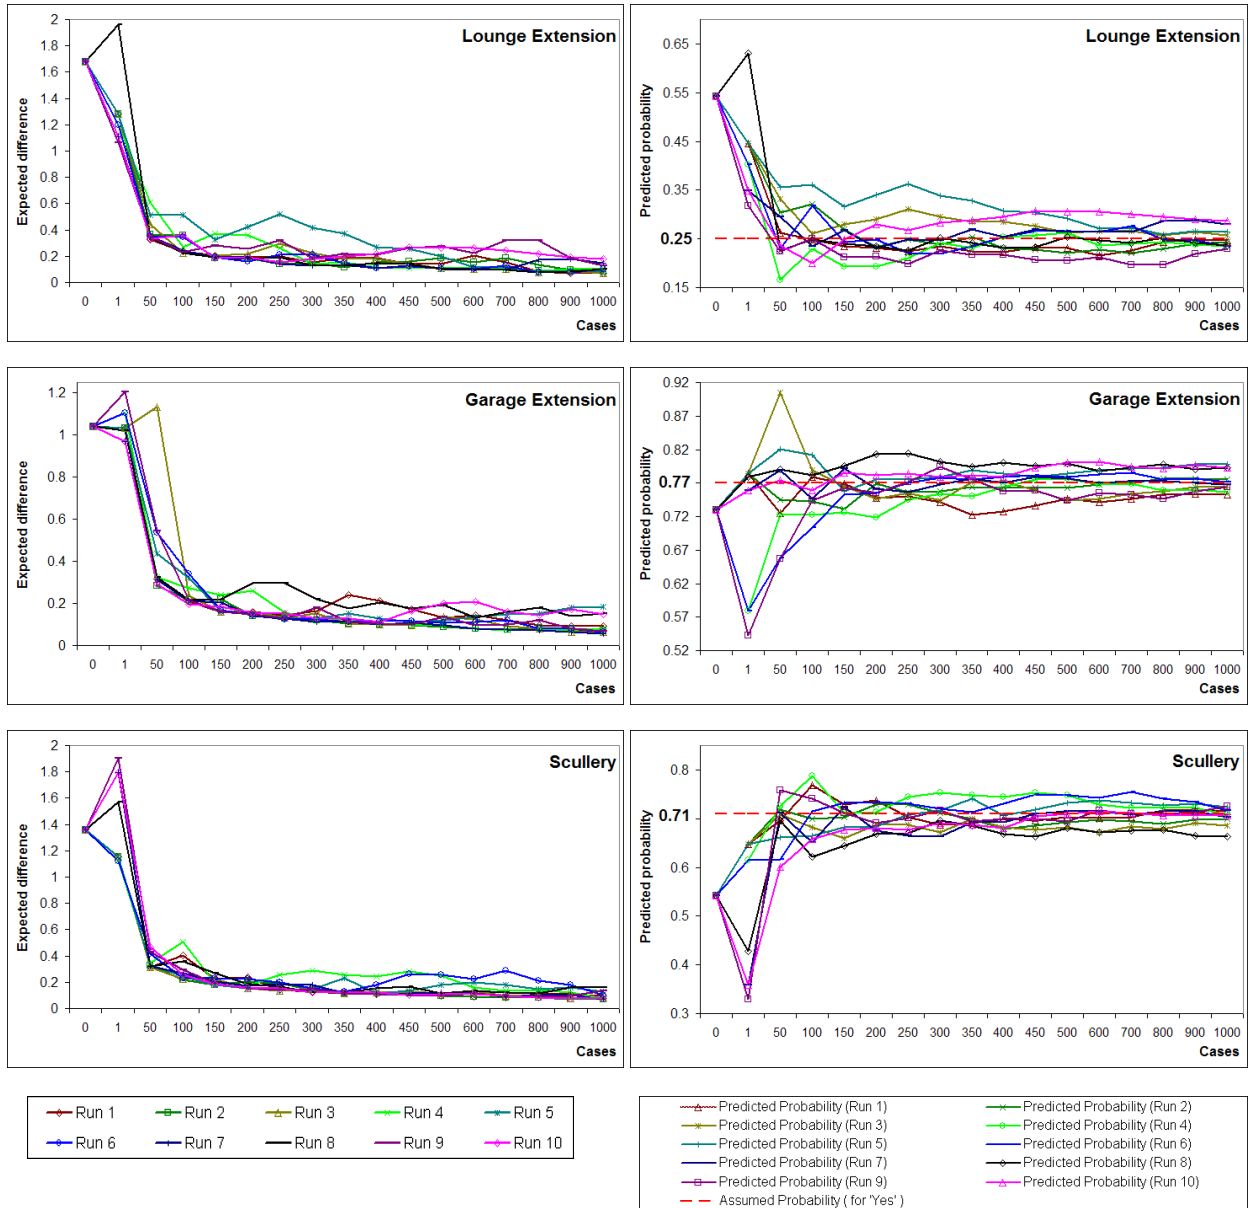 Lounge Extension
Expected difference
2
1.8
1.6
1.4
1.2
1
0.8
0.6
0.4
0.2
0
0 1 50 100 150 200 250 300 350 400 450 500 600 700 800 900 1000
Cases
Lounge Extension
Predicted probability
0.65
0.55
0.45
0.35
0.25
0.15
0 1 50 100 150 200 250 300 350 400 450 500 600 700 800 900 1000
Cases
Garage Extension
Expected difference
1.2
1
0.8
0.6
0.4
0.2
0
0 1 50 100 150 200 250 300 350 400 450 500 600 700 800 900 1000
Cases
Garage Extension
Predicted probability
0.92
0.87
0.82
0.77
0.72
0.67
0.62
0.57
0.52
0 1 50 100 150 200 250 300 350 400 450 500 600 700 800 900 1000
Cases
Scullery
Expected difference
2
1.8
1.6
1.4
1.2
1
0.8
0.6
0.4
0.2
0
0 1 50 100 150 200 250 300 350 400 450 500 600 700 800 900 1000
Cases
Scullery
Predicted probability
0.8
0.71
0.6
0.5
0.4
0.3
0 1 50 100 150 200 250 300 350 400 450 500 600 700 800 900 1000
Cases
Run 1 Run 2 Run 3 Run 4 Run 5
Run 6 Run 7 Run 8 Run 9 Run 10
Predicted Probability (Run 1) Predicted Probability (Run 2)
Predicted Probability (Run 3) Predicted Probability (Run 4)
Predicted Probability (Run 5) Predicted Probability (Run 6)
Predicted Probability (Run 7) Predicted Probability (Run 8)
Predicted Probability (Run 9) Predicted Probability (Run 10)
Assumed Probability ( for 'Yes' )